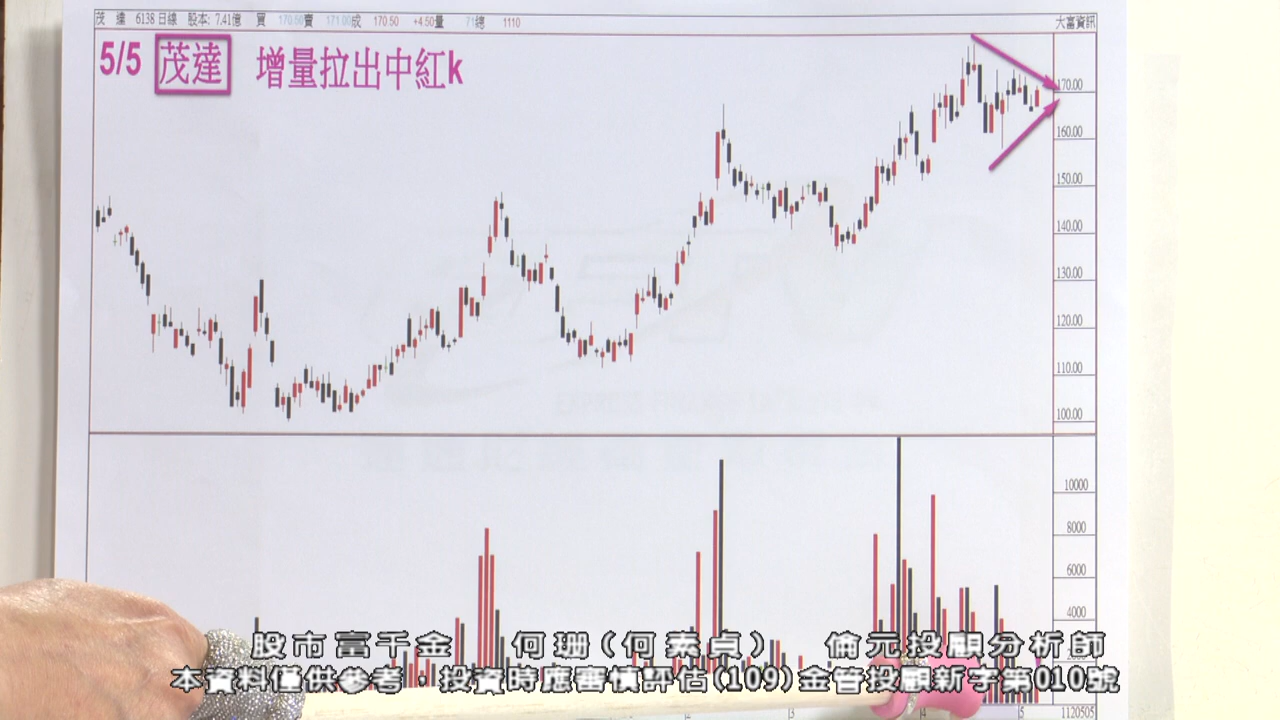 茂 達 6138 日線 股本: 7.41億 買 170.50 賣 171.00 成 170.50 +4.50 量 71 總 1110 大富資訊
5/5 茂達 增量拉出中紅k
170.00
160.00
150.00
140.00
130.00
120.00
110.00
100.00
10000
8000
6000
4000
股市富千金 何珊(何素貞) 倫元投顧分析師
本資料僅供參考,投資時應審慎評估(109)金管投顧新字第010號
3 4 5 1120505